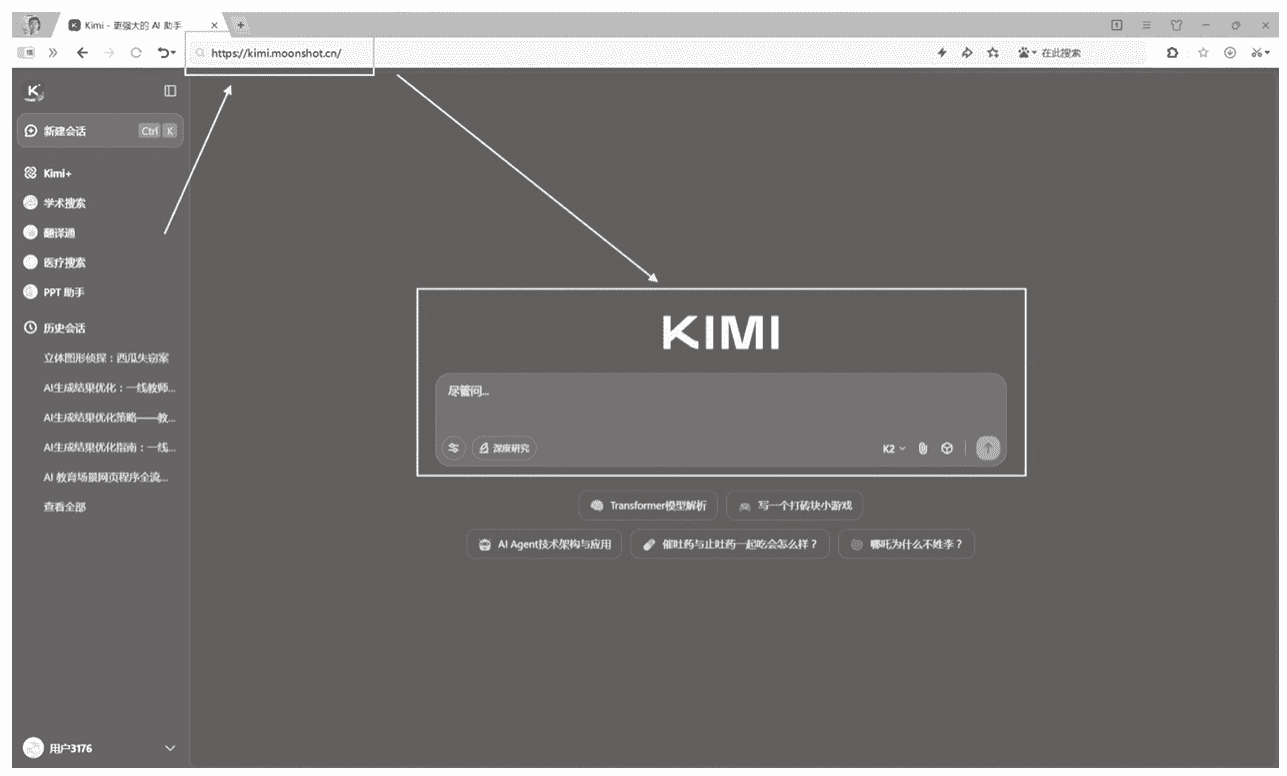 Kimi - 更强大的 AI 助手
https://kimi.moonshot.cn/
在此搜索
新建会话 Ctrl K
Kimi+
学术搜索
翻译通
医疗搜索
PPT 助手
历史会话
立体图形侦探：西瓜失窃案
AI生成结果优化：一线教师...
AI生成结果优化策略——教...
AI生成结果优化指南：一线...
AI 教育场景网页程序全流...
查看全部
用户3176
KIMI
尽管问...
深度研究
K2
Transformer模型解析
写一个打砖块小游戏
AI Agent技术架构与应用
催吐药与止吐药一起吃会怎么样？
哪吒为什么不姓李？